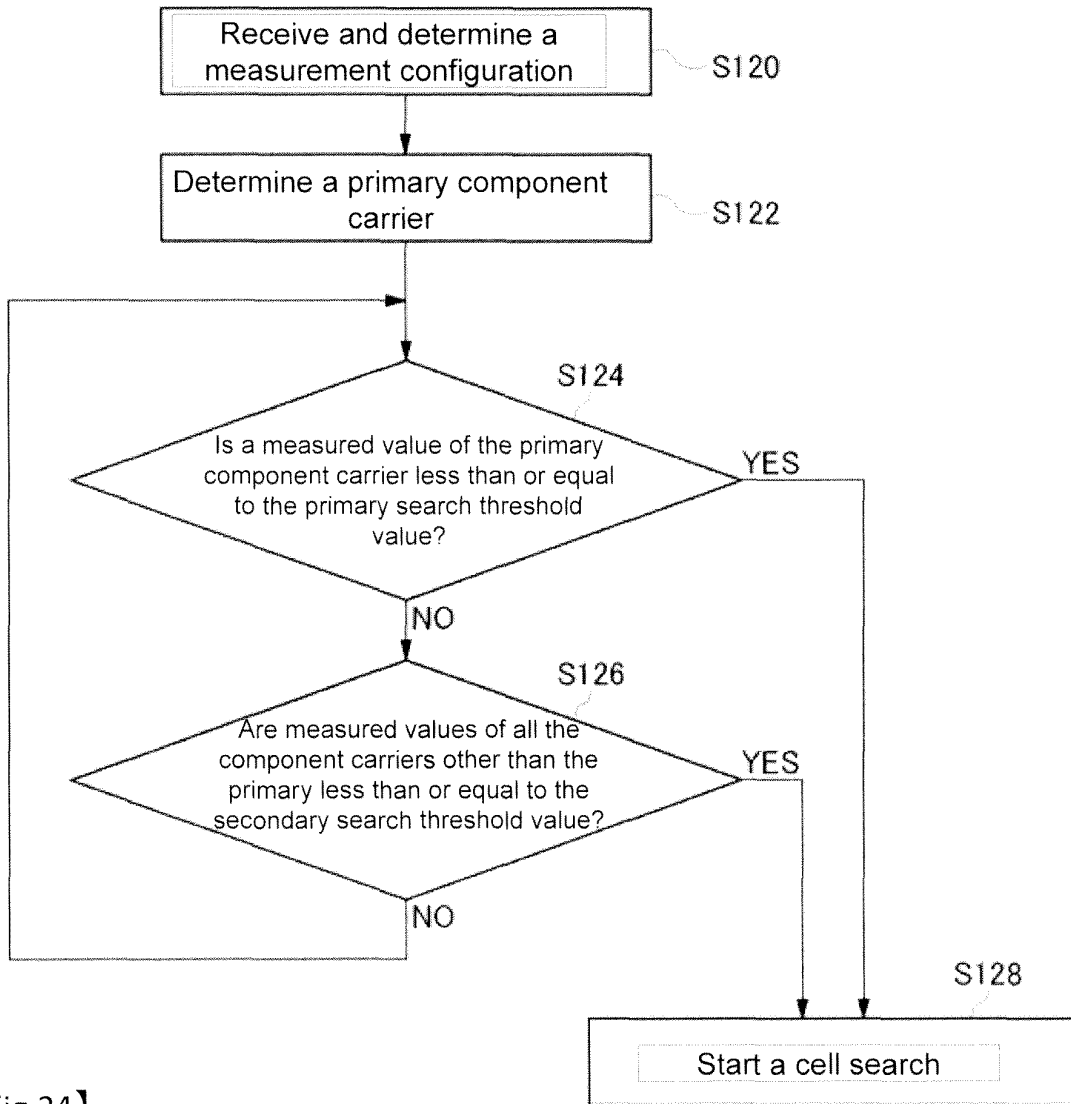 Receive and determine a
measurement configuration
S120
Determine a primary component
carrier
S122
S124
Is a measured value of the primary
component carrier less than or equal
to the primary search threshold
value?
YES
NO
S126
Are measured values of all the
component carriers other than the
primary less than or equal to the
secondary search threshold value?
YES
NO
S128
Start a cell search